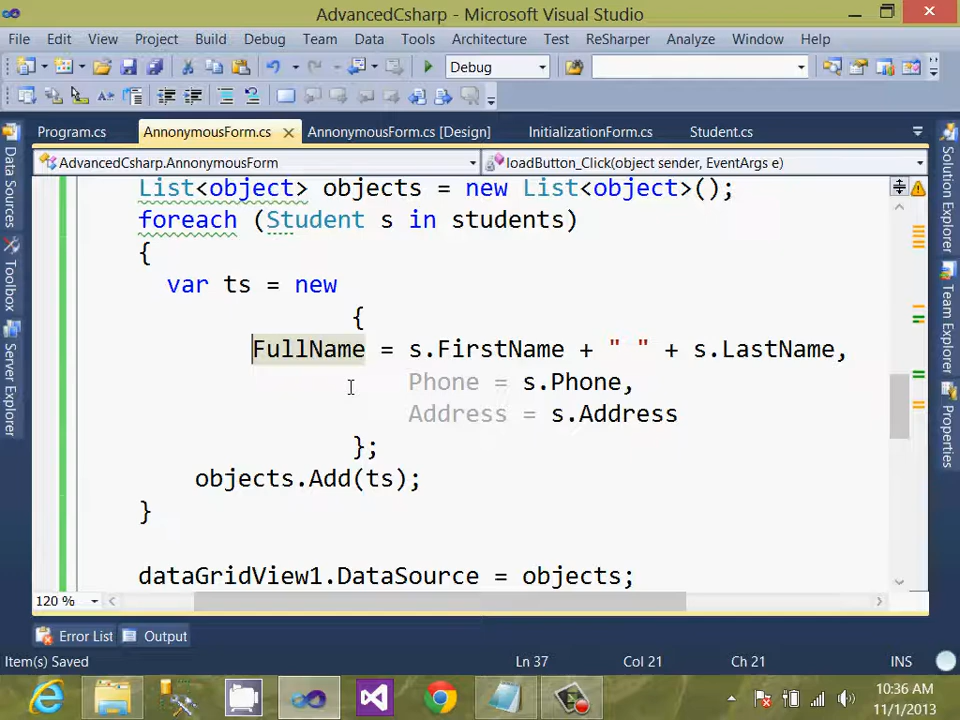 AdvancedCsharp - Microsoft Visual Studio
File Edit View Project Build Debug Team Data Tools Architecture Test ReSharper Analyze Window Help
Debug
Program.cs AnnonymousForm.cs AnnonymousForm.cs [Design] InitializationForm.cs Student.cs
AdvancedCsharp.AnnonymousForm loadButton_Click(object sender, EventArgs e)
Data Sources
Toolbox
Server Explorer
List<object> objects = new List<object>();
foreach (Student s in students)
{
var ts = new
{
FullName = s.FirstName + " " + s.LastName,
Phone = s.Phone,
Address = s.Address
};
objects.Add(ts);
}
dataGridView1.DataSource = objects;
Solution Explorer
Team Explorer
Properties
120 %
Error List Output
Item(s) Saved Ln 37 Col 21 Ch 21 INS
10:36 AM
11/1/2013